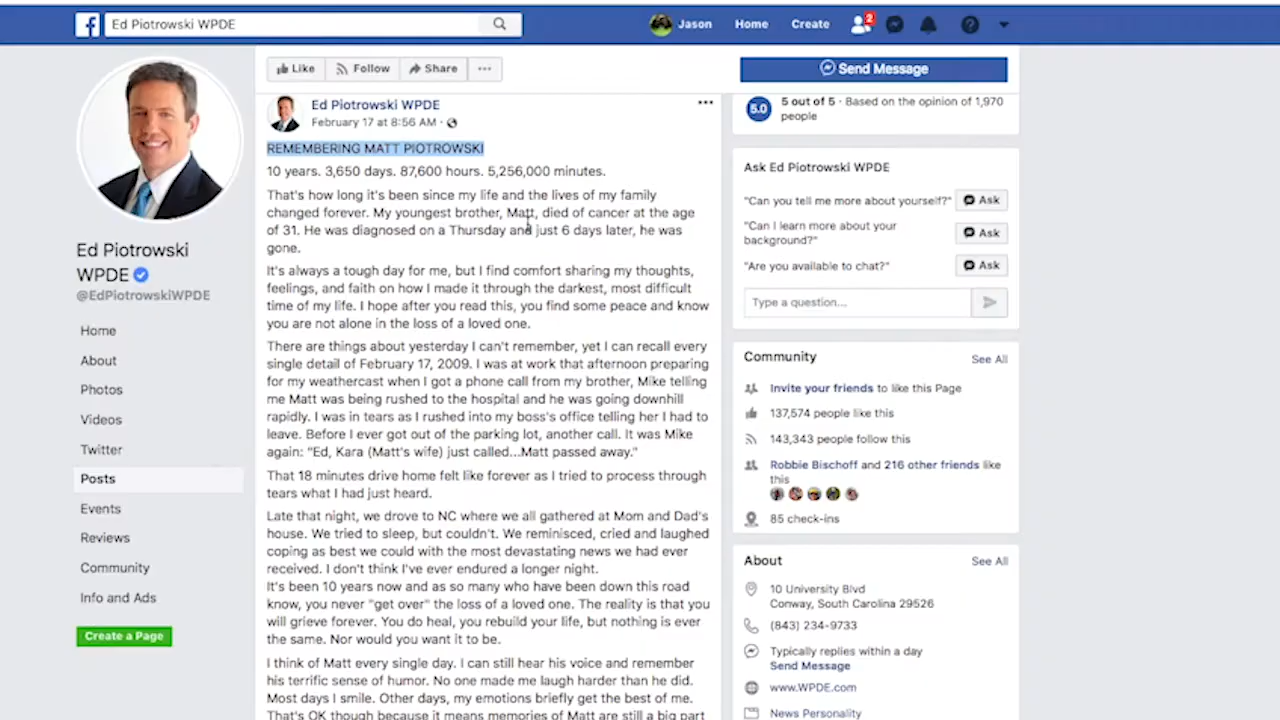 Ed Piotrowski WPDE
Jason
Home
Create
2
Like
Follow
Share
Send Message
Ed Piotrowski
WPDE
@EdPiotrowskiWPDE
Home
About
Photos
Videos
Twitter
Posts
Events
Reviews
Community
Info and Ads
Create a Page
Ed Piotrowski WPDE
February 17 at 8:56 AM ·
REMEMBERING MATT PIOTROWSKI
10 years. 3,650 days. 87,600 hours. 5,256,000 minutes.
That's how long it's been since my life and the lives of my family
changed forever. My youngest brother, Matt, died of cancer at the age
of 31. He was diagnosed on a Thursday and just 6 days later, he was
gone.
It's always a tough day for me, but I find comfort sharing my thoughts,
feelings, and faith on how I made it through the darkest, most difficult
time of my life. I hope after you read this, you find some peace and know
you are not alone in the loss of a loved one.
There are things about yesterday I can't remember, yet I can recall every
single detail of February 17, 2009. I was at work that afternoon preparing
for my weathercast when I got a phone call from my brother, Mike telling
me Matt was being rushed to the hospital and he was going downhill
rapidly. I was in tears as I rushed into my boss's office telling her I had to
leave. Before I ever got out of the parking lot, another call. It was Mike
again: "Ed, Kara (Matt's wife) just called...Matt passed away."
That 18 minutes drive home felt like forever as I tried to process through
tears what I had just heard.
Late that night, we drove to NC where we all gathered at Mom and Dad's
house. We tried to sleep, but couldn't. We reminisced, cried and laughed
coping as best we could with the most devastating news we had ever
received. I don't think I've ever endured a longer night.
It's been 10 years now and as so many who have been down this road
know, you never "get over" the loss of a loved one. The reality is that you
will grieve forever. You do heal, you rebuild your life, but nothing is ever
the same. Nor would you want it to be.
I think of Matt every single day. I can still hear his voice and remember
his terrific sense of humor. No one made me laugh harder than he did.
Most days I smile. Other days, my emotions briefly get the best of me.
That's OK though because it means memories of Matt are still a big part
5.0
5 out of 5 · Based on the opinion of 1,970
people
Ask Ed Piotrowski WPDE
"Can you tell me more about yourself?"
Ask
"Can I learn more about your
background?"
Ask
"Are you available to chat?"
Ask
Type a question...
Community
See All
Invite your friends to like this Page
137,574 people like this
143,343 people follow this
Robbie Bischoff and 216 other friends like
this
85 check-ins
About
See All
10 University Blvd
Conway, South Carolina 29526
(843) 234-9733
Typically replies within a day
Send Message
www.WPDE.com
News Personality